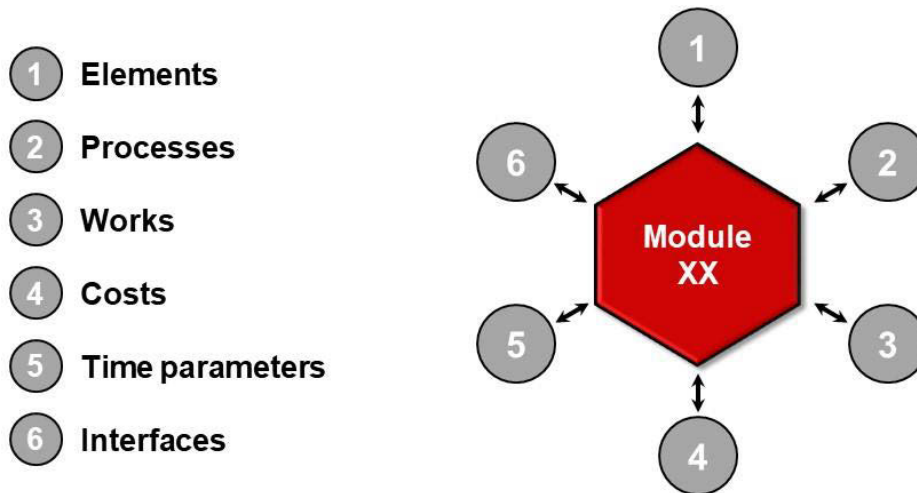 1 Elements
2 Processes
3 Works
4 Costs
5 Time parameters
6 Interfaces
1
6
2
Module
XX
5
3
4